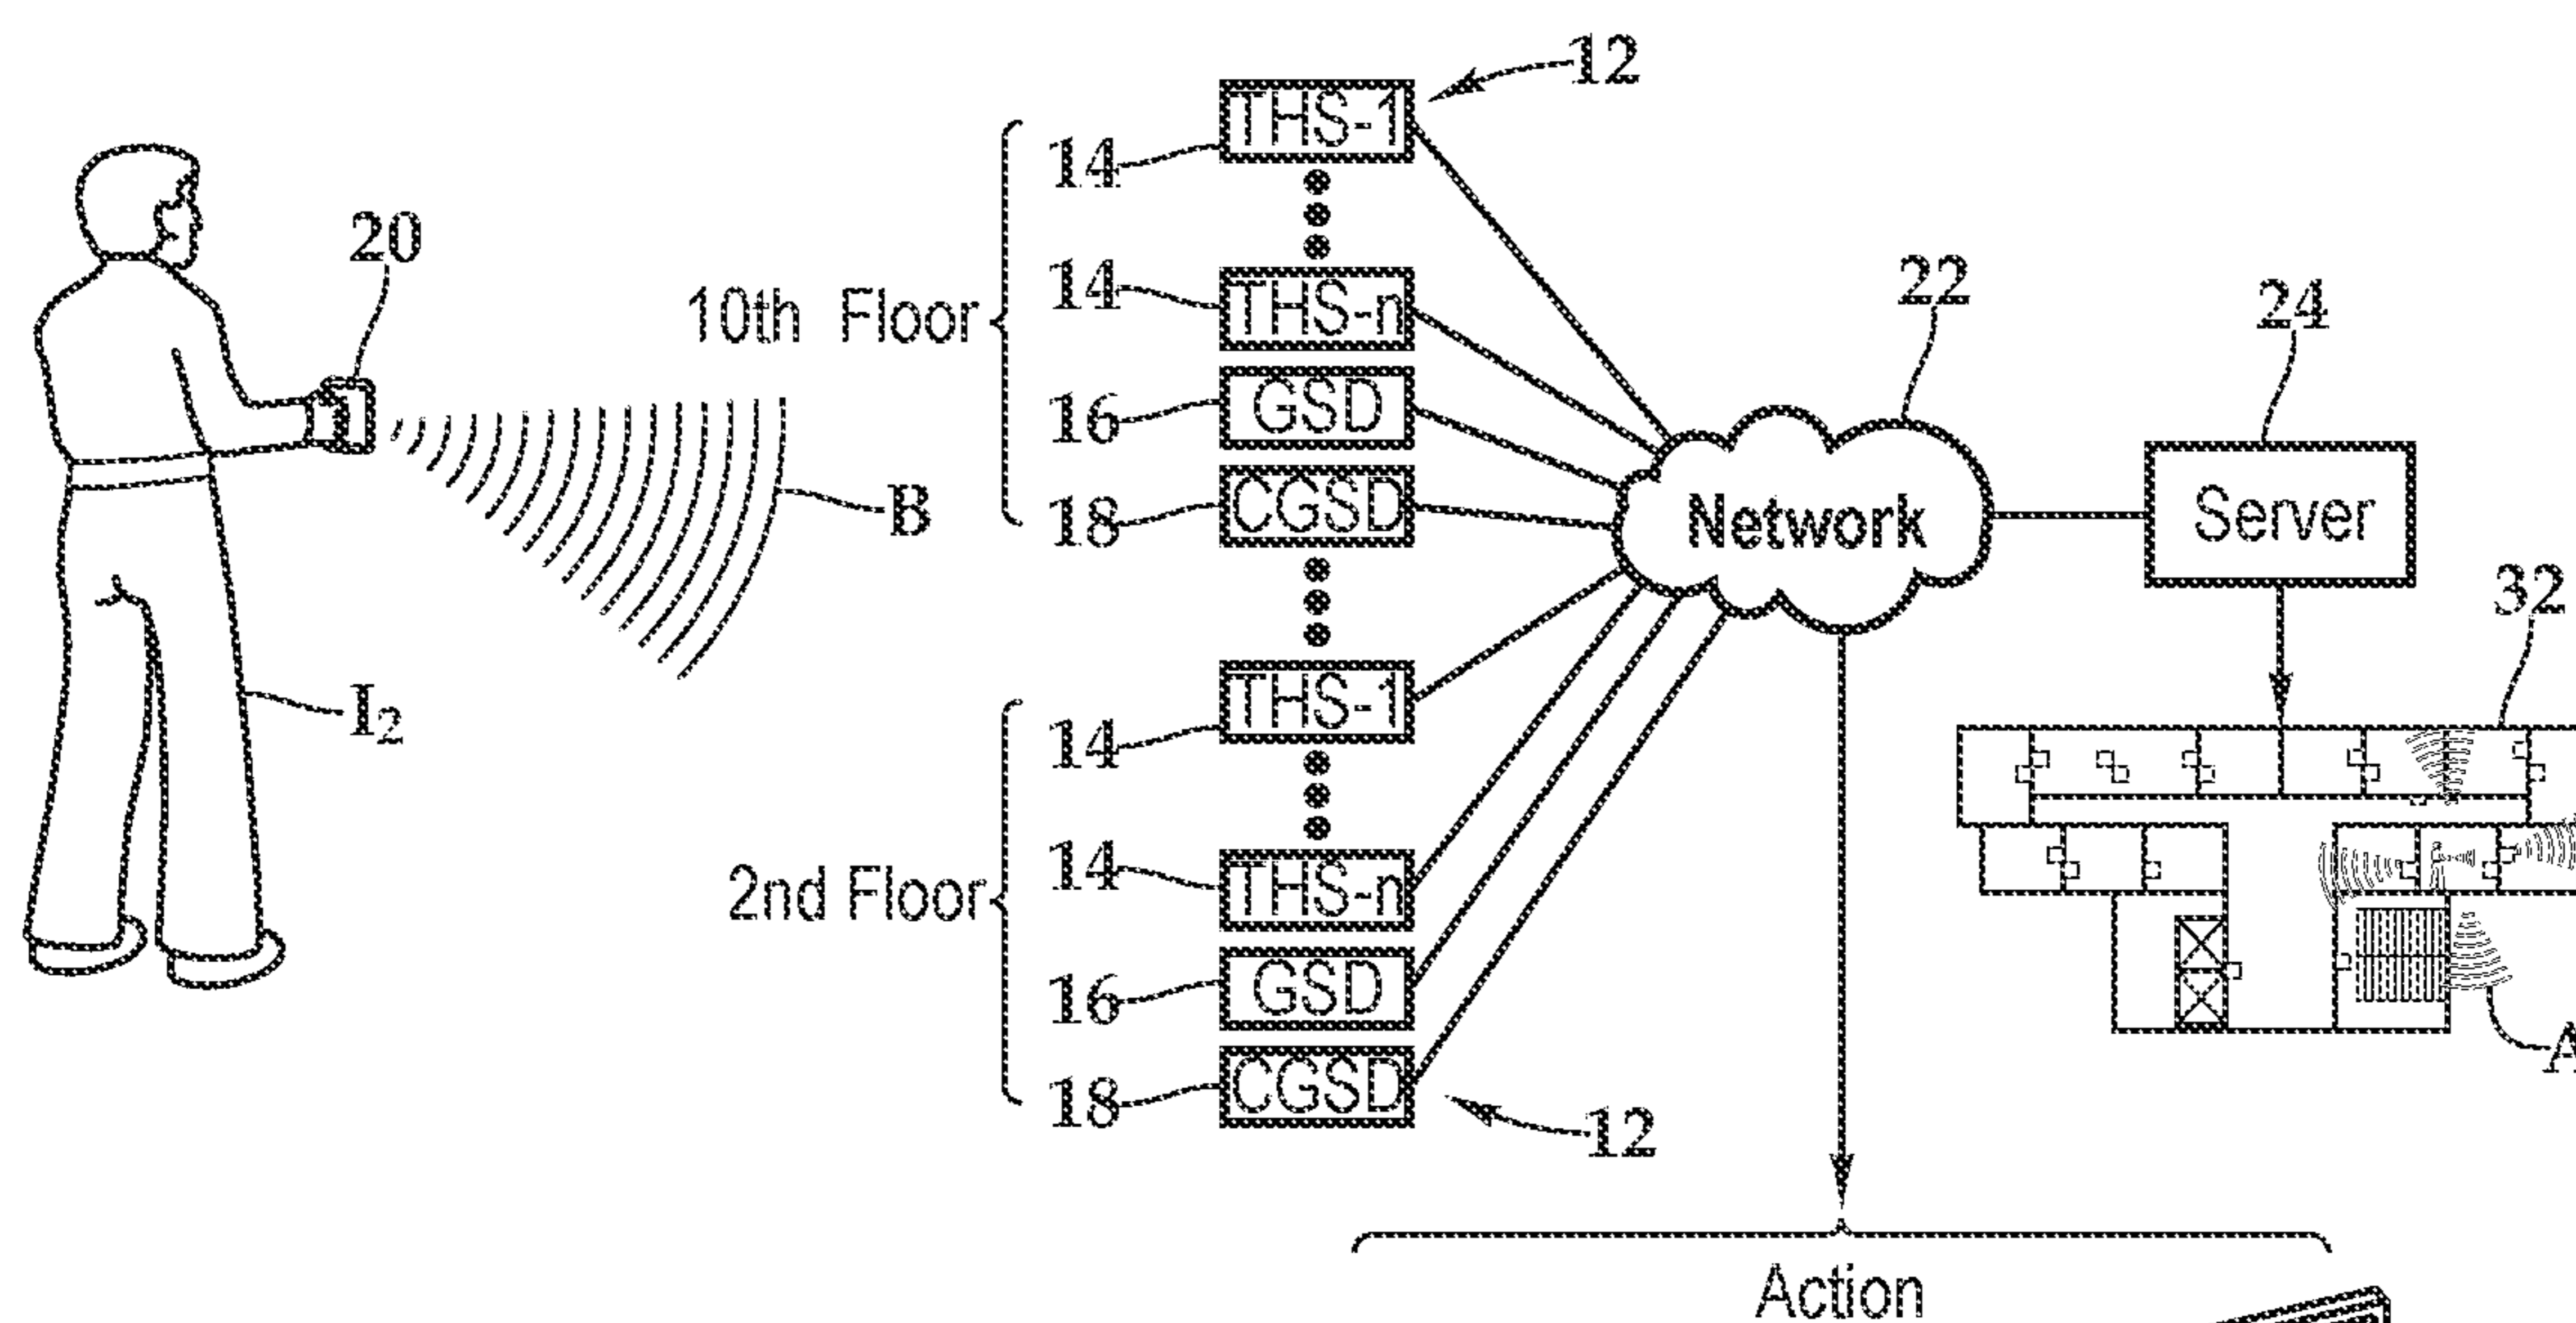 12
THS-1
14
20
14
THS-n
10th Floor
22
24
16
GSD
B
18
CGSD
Network
Server
32
I2
THS-1
14
14
THS-n
2nd Floor
16
GSD
A
18
CGSD
12
Action